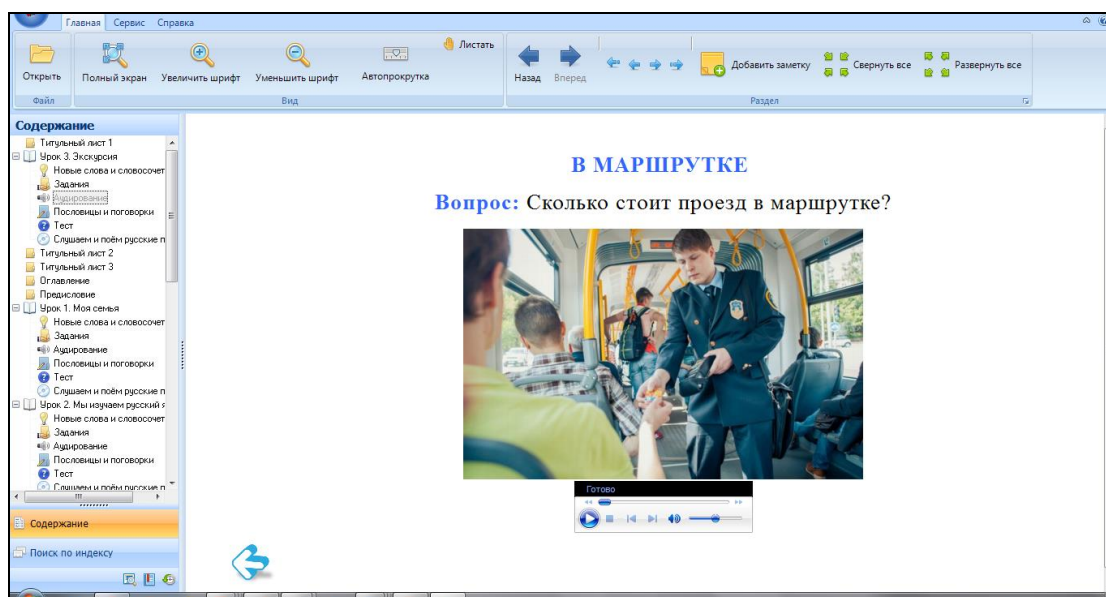 Главная Сервис Справка
Открыть
Полный экран
Увеличить шрифт
Уменьшить шрифт
Автопрокрутка
Листать
Назад
Вперед
Добавить заметку
Свернуть все
Развернуть все
Файл
Вид
Раздел
Содержание
Титульный лист 1
Урок 3. Экскурсия
Новые слова и словосочет
Задания
Аудирование
Пословицы и поговорки
Тест
Слушаем и поём русские п
Титульный лист 2
Титульный лист 3
Оглавление
Предисловие
Урок 1. Моя семья
Новые слова и словосочет
Задания
Аудирование
Пословицы и поговорки
Тест
Слушаем и поём русские п
Урок 2. Мы изучаем русский я
Новые слова и словосочет
Задания
Аудирование
Пословицы и поговорки
Тест
Слушаем и поём русские п
Содержание
Поиск по индексу
В МАРШРУТКЕ
Вопрос: Сколько стоит проезд в маршрутке?
Готово